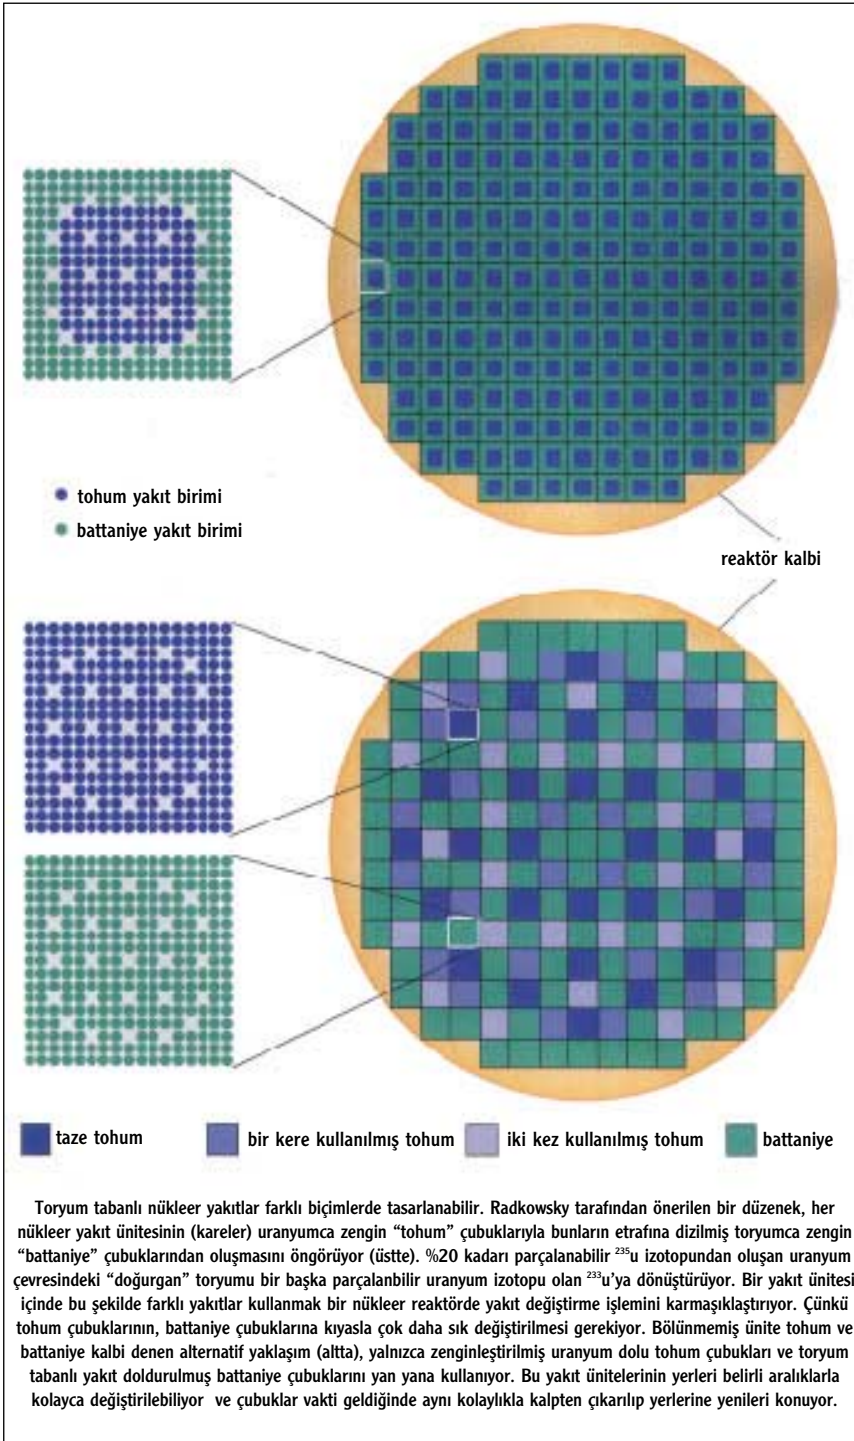 tohum yakıt birimi
battaniye yakıt birimi
reaktör kalbi
taze tohum
bir kere kullanılmış tohum
iki kez kullanılmış tohum
battaniye
Toryum tabanlı nükleer yakıtlar farklı biçimlerde tasarlanabilir. Radkowsky tarafından önerilen bir düzenek, her
nükleer yakıt ünitesinin (kareler) uranyumca zengin “tohum” çubuklarıyla bunların etrafına dizilmiş toryumca zengin
“battaniye” çubuklarından oluşmasını öngörüyor (üstte). %20 kadarı parçalanabilir ²³⁵u izotopundan oluşan uranyum
çevresindeki “doğurgan” toryumu bir başka parçalanbilir uranyum izotopu olan ²³³u’ya dönüştürüyor. Bir yakıt ünitesi
içinde bu şekilde farklı yakıtlar kullanmak bir nükleer reaktörde yakıt değiştirme işlemini karmaşıklaştırıyor. Çünkü
tohum çubuklarının, battaniye çubuklarına kıyasla çok daha sık değiştirilmesi gerekiyor. Bölünmemiş ünite tohum ve
battaniye kalbi denen alternatif yaklaşım (altta), yalnızca zenginleştirilmiş uranyum dolu tohum çubukları ve toryum
tabanlı yakıt doldurulmuş battaniye çubuklarını yan yana kullanıyor. Bu yakıt ünitelerinin yerleri belirli aralıklarla
kolayca değiştirilebiliyor ve çubuklar vakti geldiğinde aynı kolaylıkla kalpten çıkarılıp yerlerine yenileri konuyor.